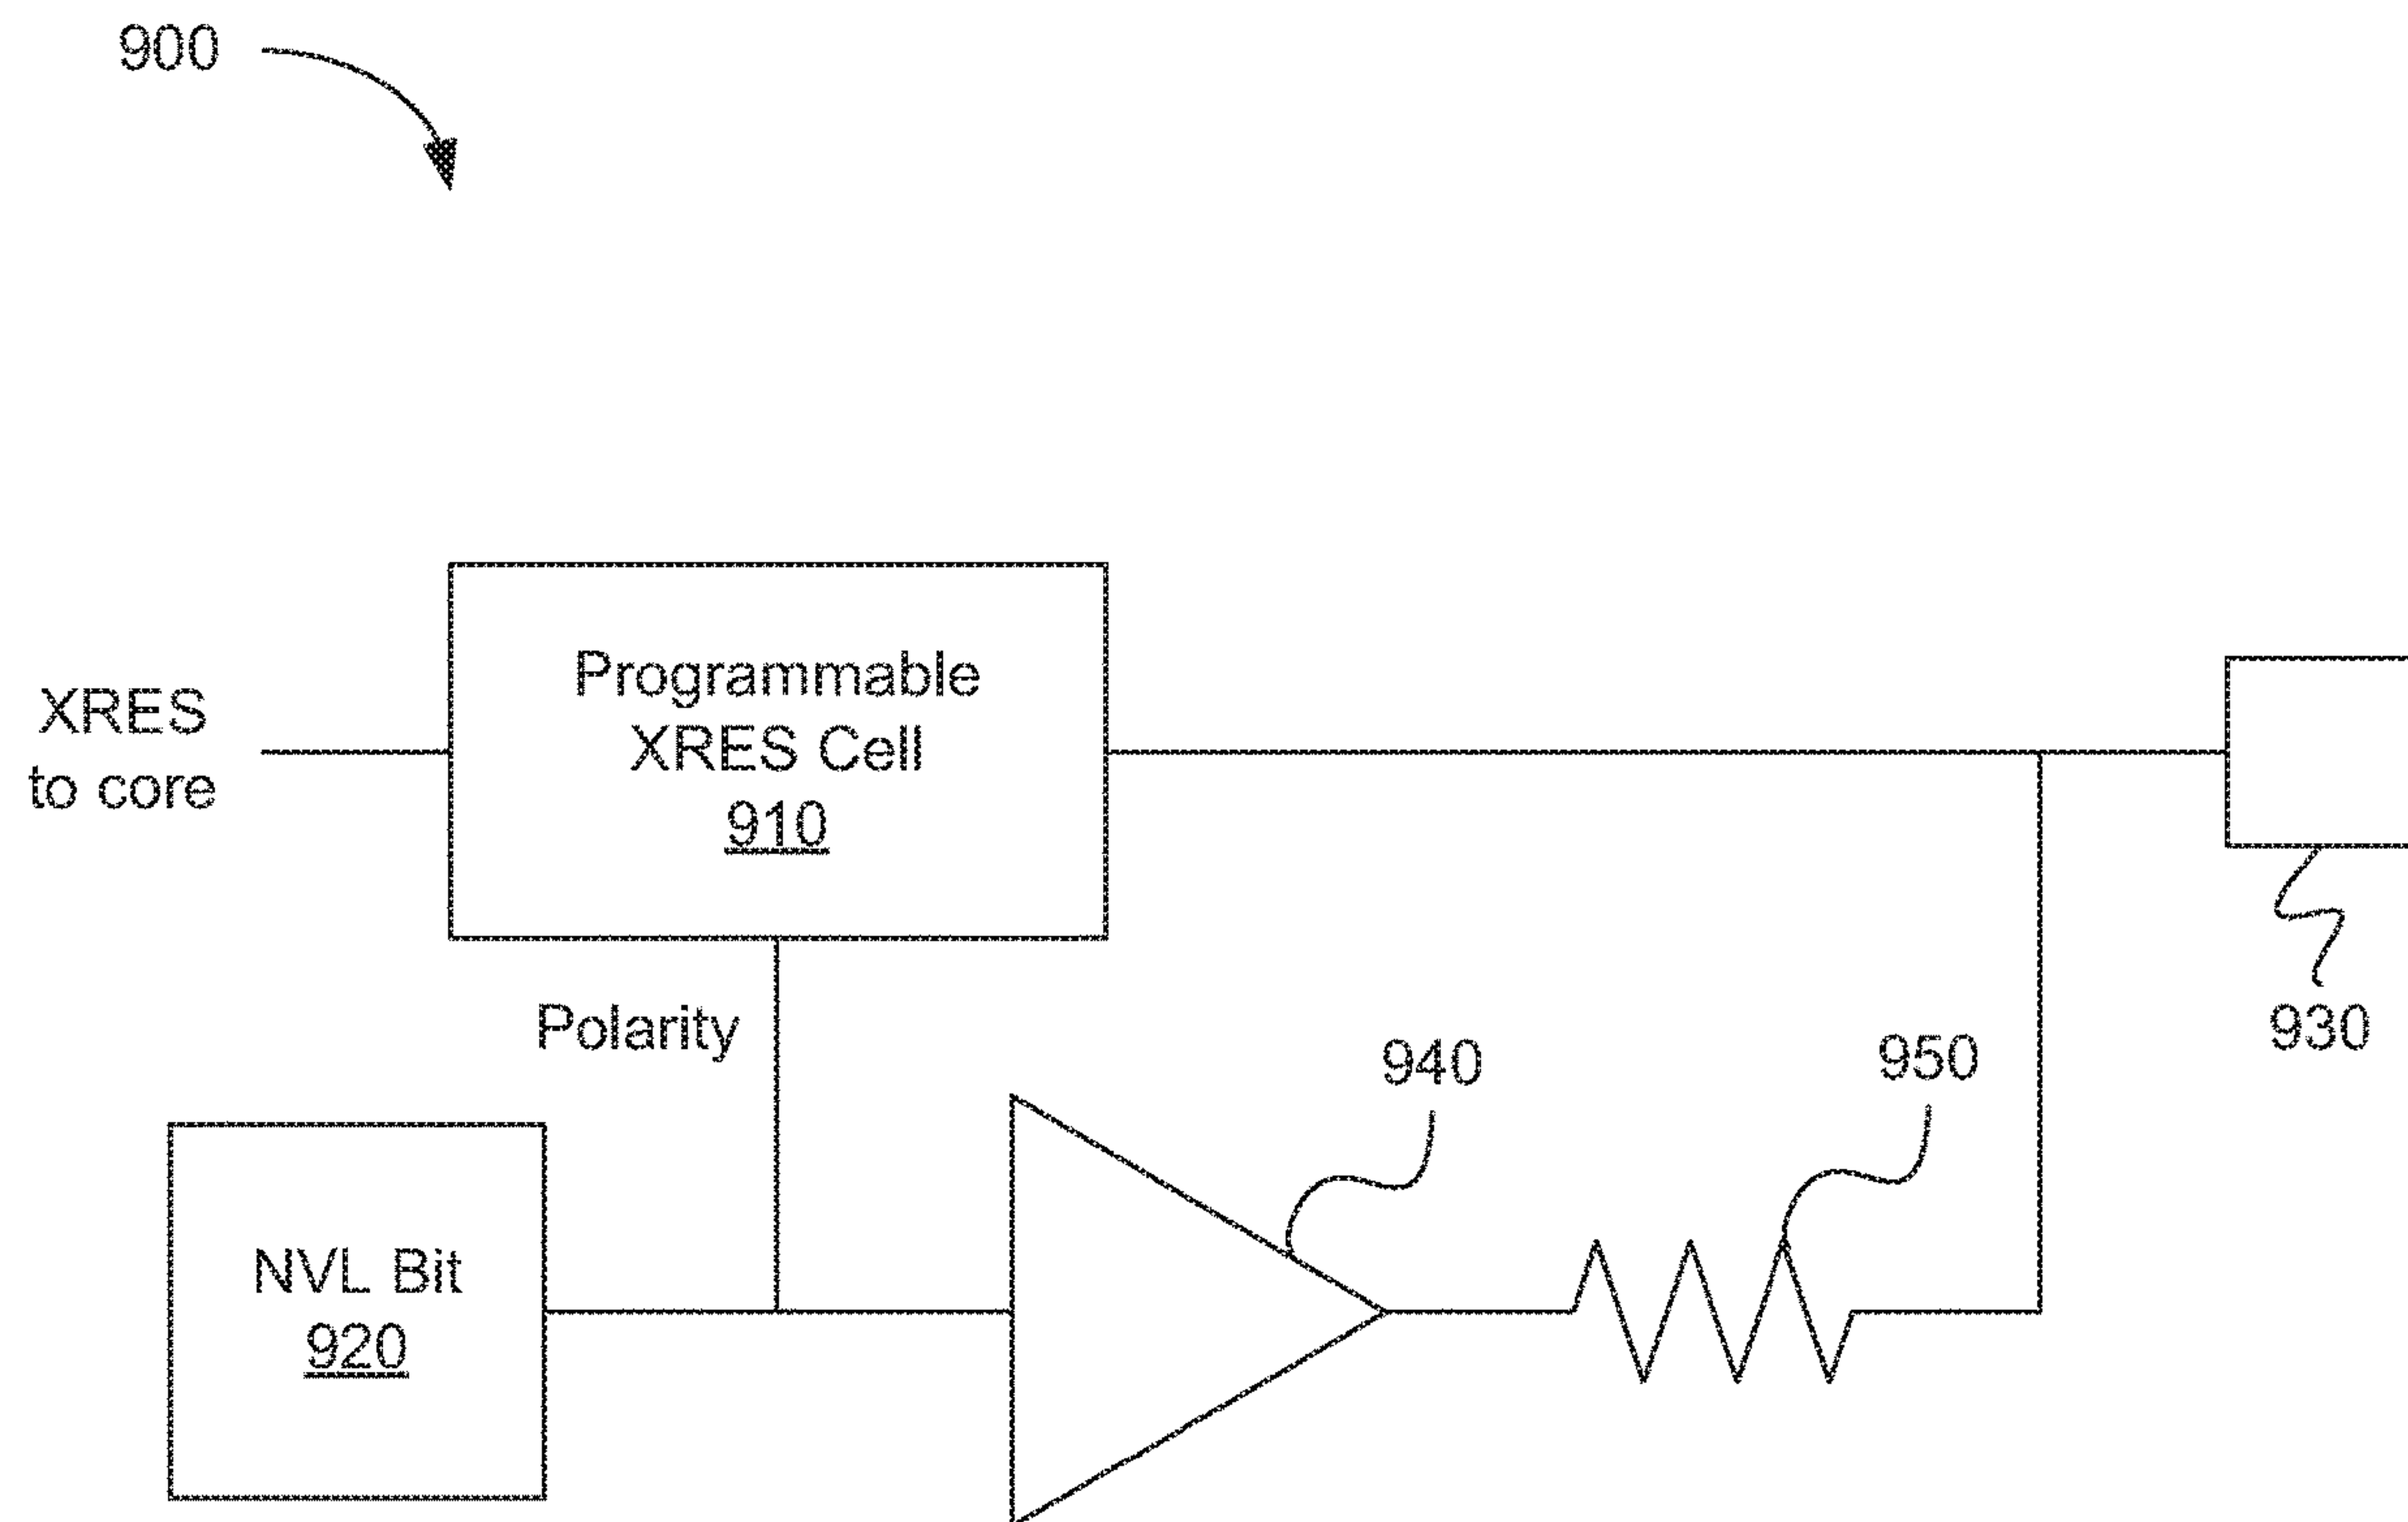 900
XRES
to core
Programmable
XRES Cell
910
930
Polarity
940
950
NVL Bit
920